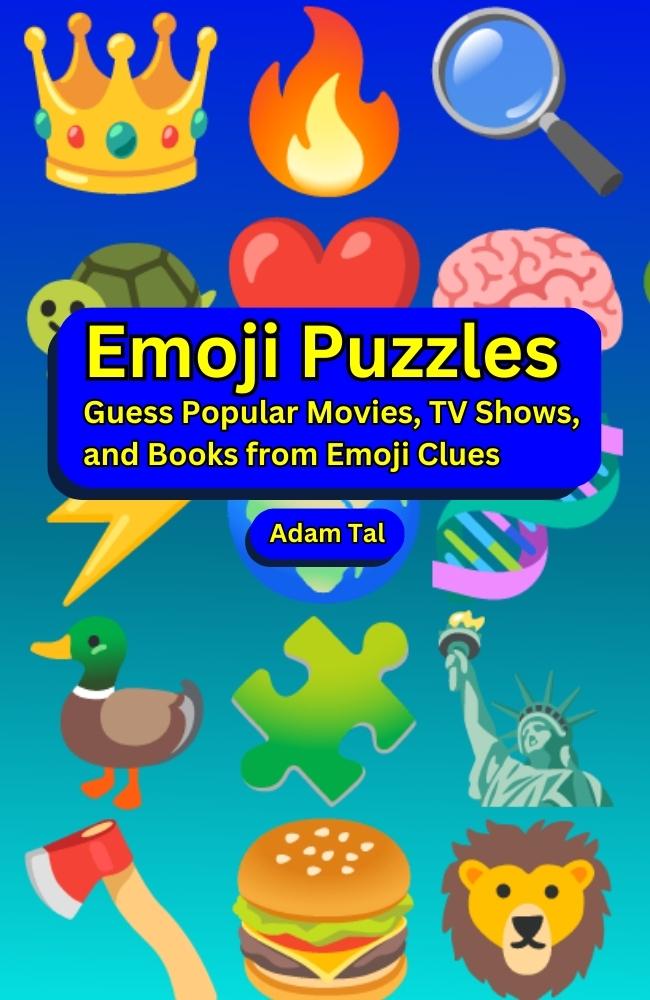 Emoji Puzzles
Guess Popular Movies, TV Shows,
and Books from Emoji Clues
Adam Tal